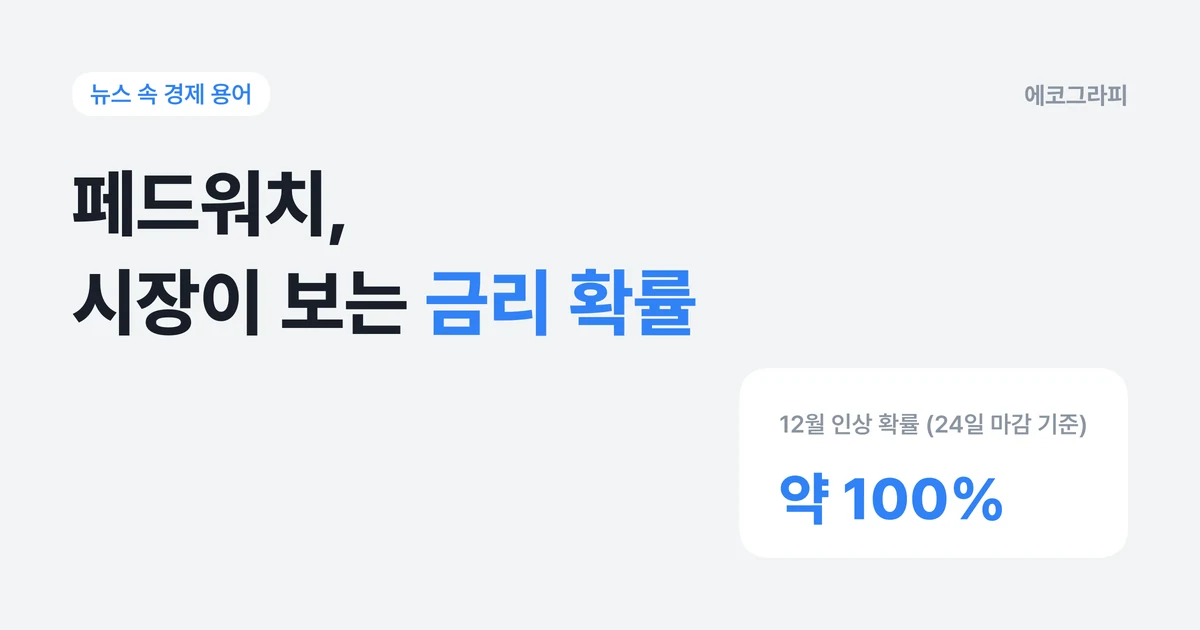 뉴스 속 경제 용어
에코그라피
페드워치,
시장이 보는 금리 확률
12월 인상 확률 (24일 마감 기준)
약 100%